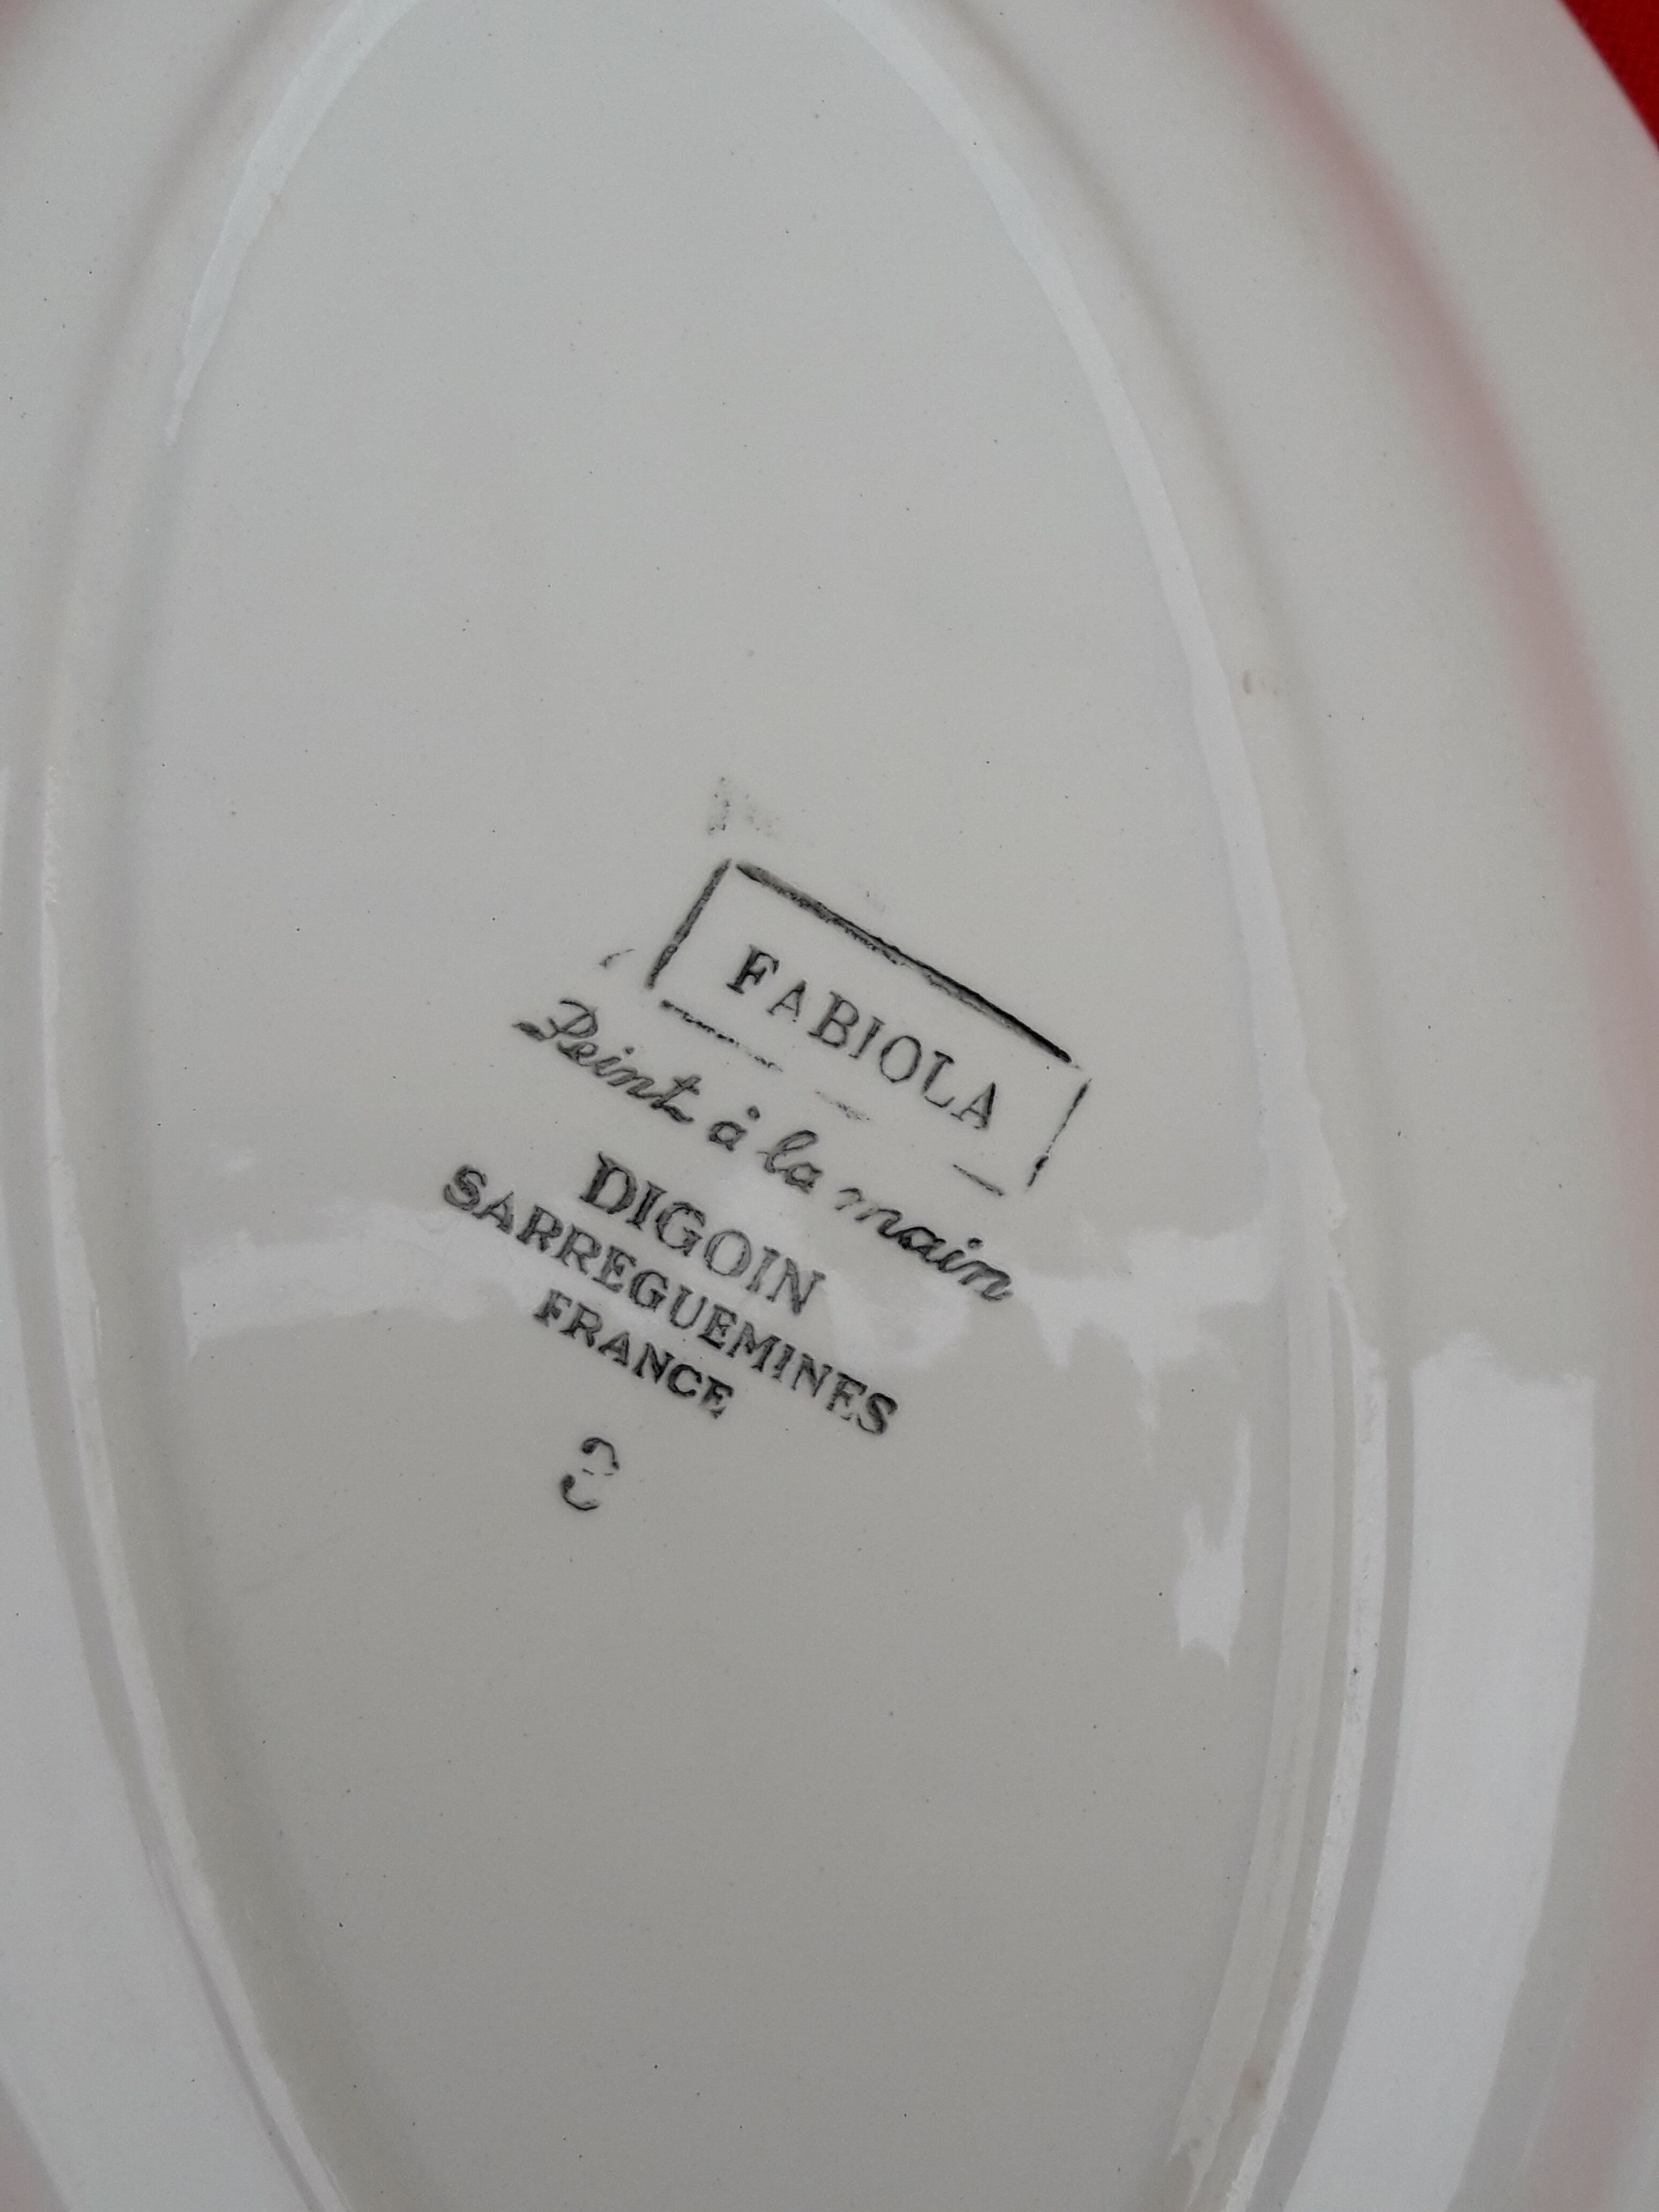 FABIOLA
Peint à la main
DIGOIN
SARREGUEMINES
FRANCE